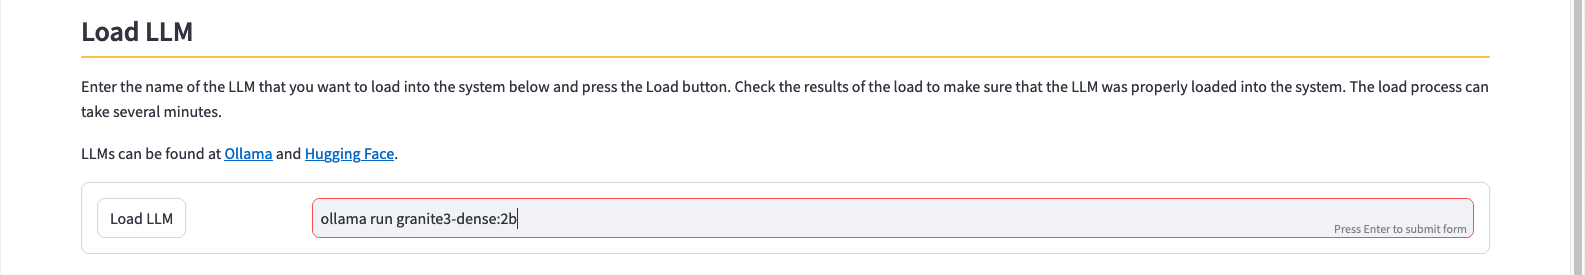 Load LLM
Enter the name of the LLM that you want to load into the system below and press the Load button. Check the results of the load to make sure that the LLM was properly loaded into the system. The load process can
take several minutes.
LLMs can be found at Ollama and Hugging Face.
Load LLM
ollama run granite3-dense:2b
Press Enter to submit form